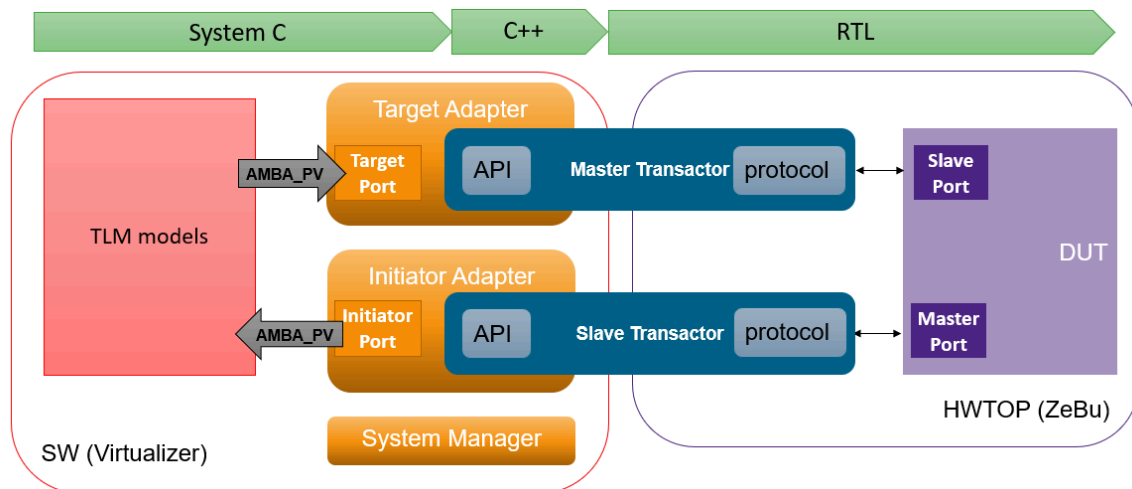 System C
C++
RTL
Target Adapter
AMBA_PV
Target
Port
API
Master Transactor
protocol
Slave
Port
TLM models
DUT
Initiator Adapter
AMBA_PV
Initiator
Port
API
Slave Transactor
protocol
Master
Port
System Manager
SW (Virtualizer)
HWTOP (ZeBu)